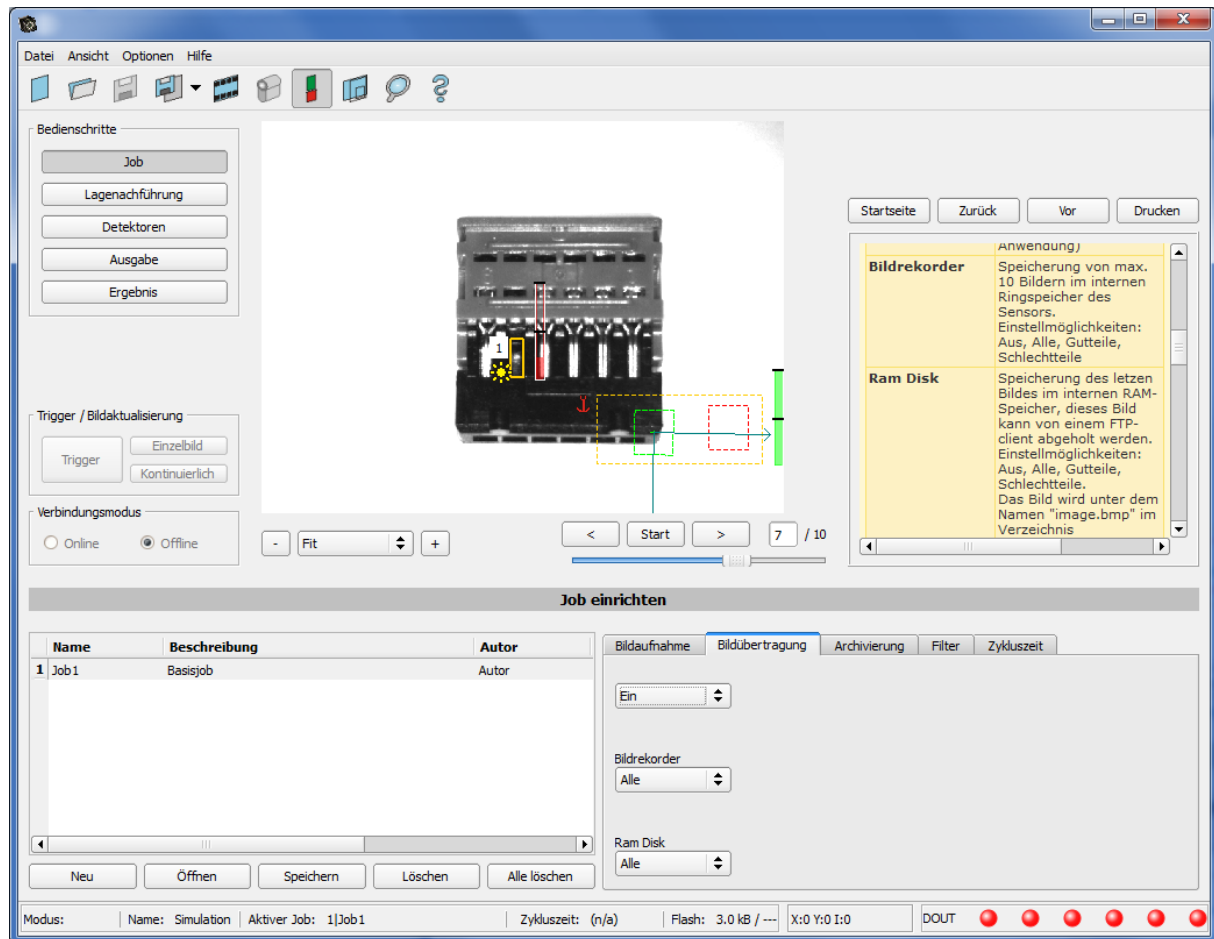 Datei Ansicht Optionen Hilfe
Bedienschritte
Job
Lagenachführung
Detektoren
Ausgabe
Ergebnis
Trigger / Bildaktualisierung
Trigger
Einzelbild
Kontinuierlich
Verbindungsmodus
Online Offline
1
- Fit +
< Start > 7 / 10
Startseite Zurück Vor Drucken
Anwendung)
Bildrekorder Speicherung von max.
10 Bildern im internen
Ringspeicher des
Sensors.
Einstellmöglichkeiten:
Aus, Alle, Gutteile,
Schlechtteile
Ram Disk Speicherung des letzen
Bildes im internen RAM-
Speicher, dieses Bild
kann von einem FTP-
client abgeholt werden.
Einstellmöglichkeiten:
Aus, Alle, Gutteile,
Schlechtteile.
Das Bild wird unter dem
Namen "image.bmp" im
Verzeichnis
Job einrichten
Name Beschreibung Autor
1 Job1 Basisjob Autor
Neu Öffnen Speichern Löschen Alle löschen
Bildaufnahme Bildübertragung Archivierung Filter Zykluszeit
Ein
Bildrekorder
Alle
Ram Disk
Alle
Modus: Name: Simulation Aktiver Job: 1|Job1 Zykluszeit: (n/a) Flash: 3.0 kB / --- X:0 Y:0 I:0 DOUT